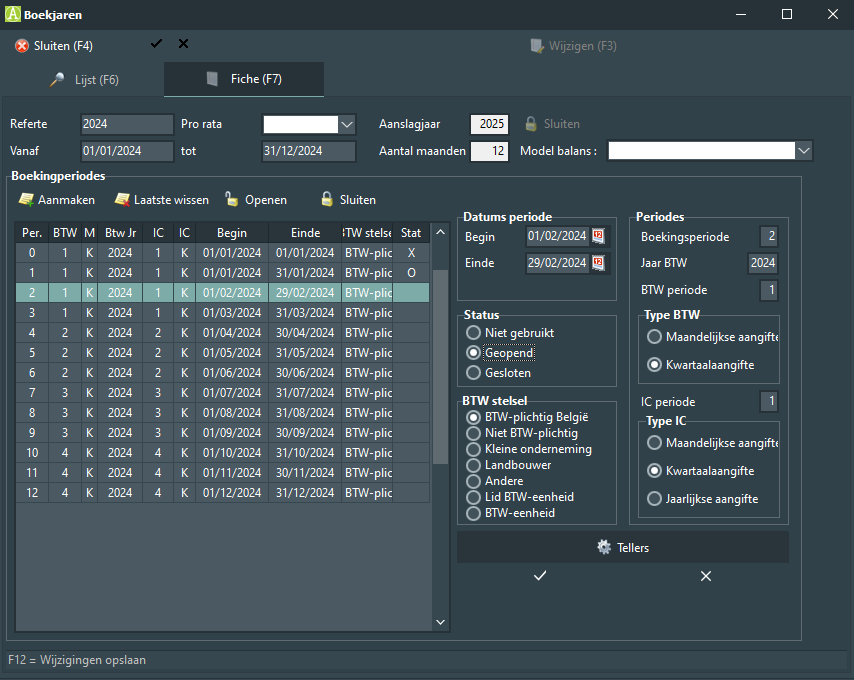 Boekjaren
Sluiten (F4) Wijzigen (F3)
Lijst (F6) Fiche (F7)
Referte 2024 Pro rata Aanslagjaar 2025 Sluiten
Vanaf 01/01/2024 tot 31/12/2024 Aantal maanden 12 Model balans :
Boekingperiodes
Aanmaken Laatste wissen Openen Sluiten
Per. BTW M Btw Jr IC IC Begin Einde BTW stelse Stat
0 1 K 2024 1 K 01/01/2024 01/01/2024 BTW-plic X
1 1 K 2024 1 K 01/01/2024 31/01/2024 BTW-plic O
2 1 K 2024 1 K 01/02/2024 29/02/2024 BTW-plic
3 1 K 2024 1 K 01/03/2024 31/03/2024 BTW-plic
4 2 K 2024 2 K 01/04/2024 30/04/2024 BTW-plic
5 2 K 2024 2 K 01/05/2024 31/05/2024 BTW-plic
6 2 K 2024 2 K 01/06/2024 30/06/2024 BTW-plic
7 3 K 2024 3 K 01/07/2024 31/07/2024 BTW-plic
8 3 K 2024 3 K 01/08/2024 31/08/2024 BTW-plic
9 3 K 2024 3 K 01/09/2024 30/09/2024 BTW-plic
10 4 K 2024 4 K 01/10/2024 31/10/2024 BTW-plic
11 4 K 2024 4 K 01/11/2024 30/11/2024 BTW-plic
12 4 K 2024 4 K 01/12/2024 31/12/2024 BTW-plic
Datums periode
Begin 01/02/2024
Einde 29/02/2024
Status
Niet gebruikt
Geopend
Gesloten
BTW stelsel
BTW-plichtig België
Niet BTW-plichtig
Kleine onderneming
Landbouwer
Andere
Lid BTW-eenheid
BTW-eenheid
Periodes
Boekingsperiode 2
Jaar BTW 2024
BTW periode 1
Type BTW
Maandelijkse aangifte
Kwartaalaangifte
IC periode 1
Type IC
Maandelijkse aangifte
Kwartaalaangifte
Jaarlijkse aangifte
Tellers
F12 = Wijzigingen opslaan